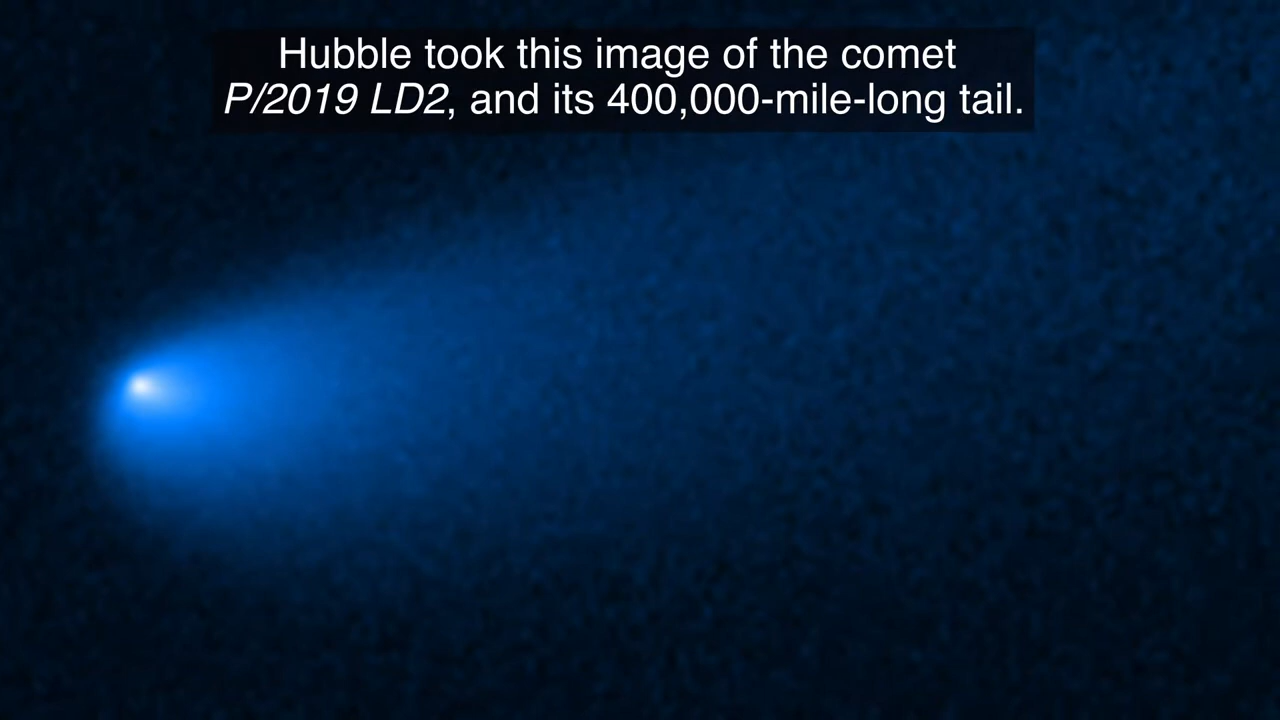 Hubble took this image of the comet
P/2019 LD2, and its 400,000-mile-long tail.